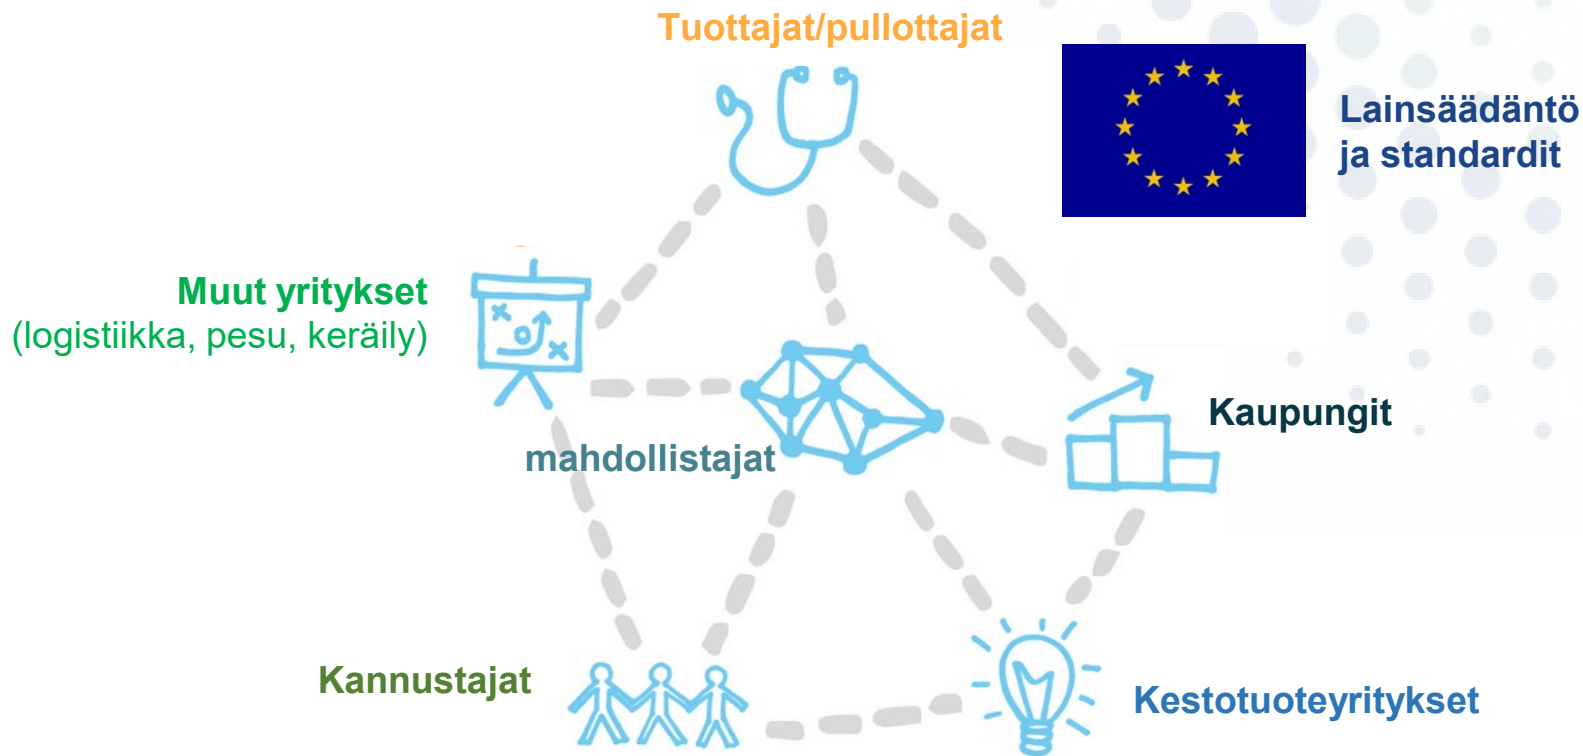 Tuottajat/pullottajat
Lainsäädäntö
ja standardit
Muut yritykset
(logistiikka, pesu, keräily)
Kaupungit
mahdollistajat
Kannustajat
Kestotuoteyritykset